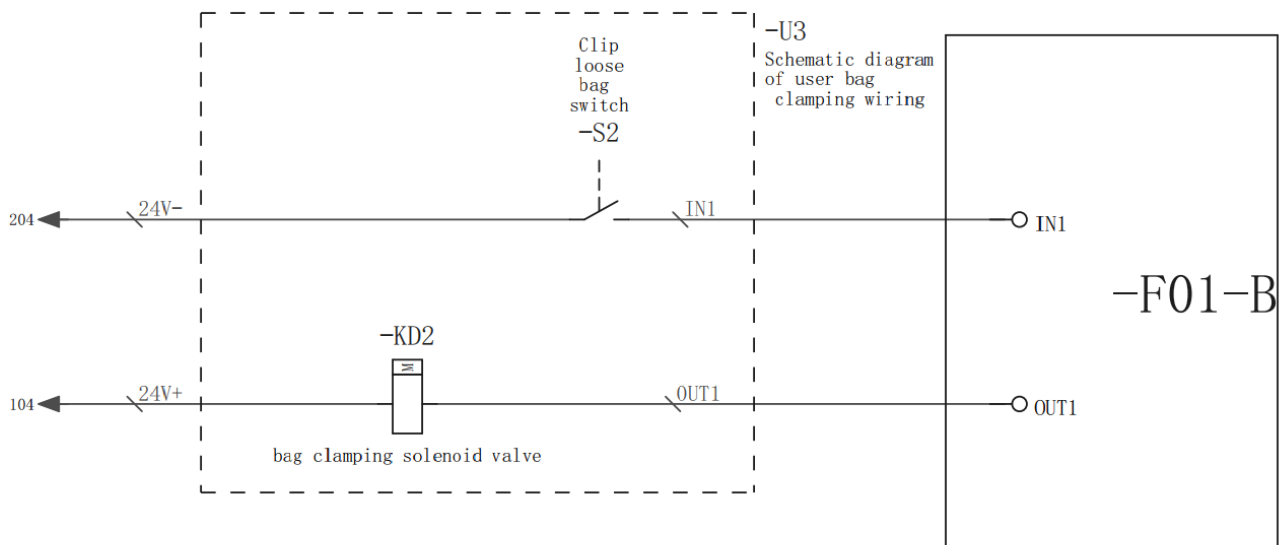 -U3
Schematic diagram
of user bag
clamping wiring
Clip
loose
bag
switch
-S2
204
24V-
IN1
IN1
-F01-B
-KD2
104
24V+
OUT1
OUT1
bag clamping solenoid valve